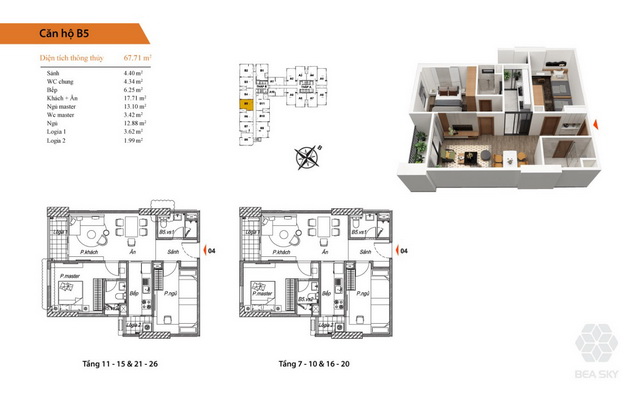 Căn hộ B5
Diện tích thông thủy 67.71 m²
Sảnh 4.40 m²
WC chung 4.34 m²
Bếp 6.25 m²
Khách + Ăn 17.71 m²
Ngủ master 13.10 m²
Wc master 3.42 m²
Ngủ 12.88 m²
Logia 1 3.62 m²
Logia 2 1.99 m²
B
Logia 1
P.khách
Ăn
B5.vs1
Sảnh
04
P.master
Bếp
P.ngủ
Logia 2
Tầng 11 - 15 & 21 - 26
Logia 1
P.khách
Ăn
B5.vs1
Sảnh
04
P.master
B5.vs2
Bếp
P.ngủ
Logia 2
Tầng 7 - 10 & 16 - 20
BEA SKY